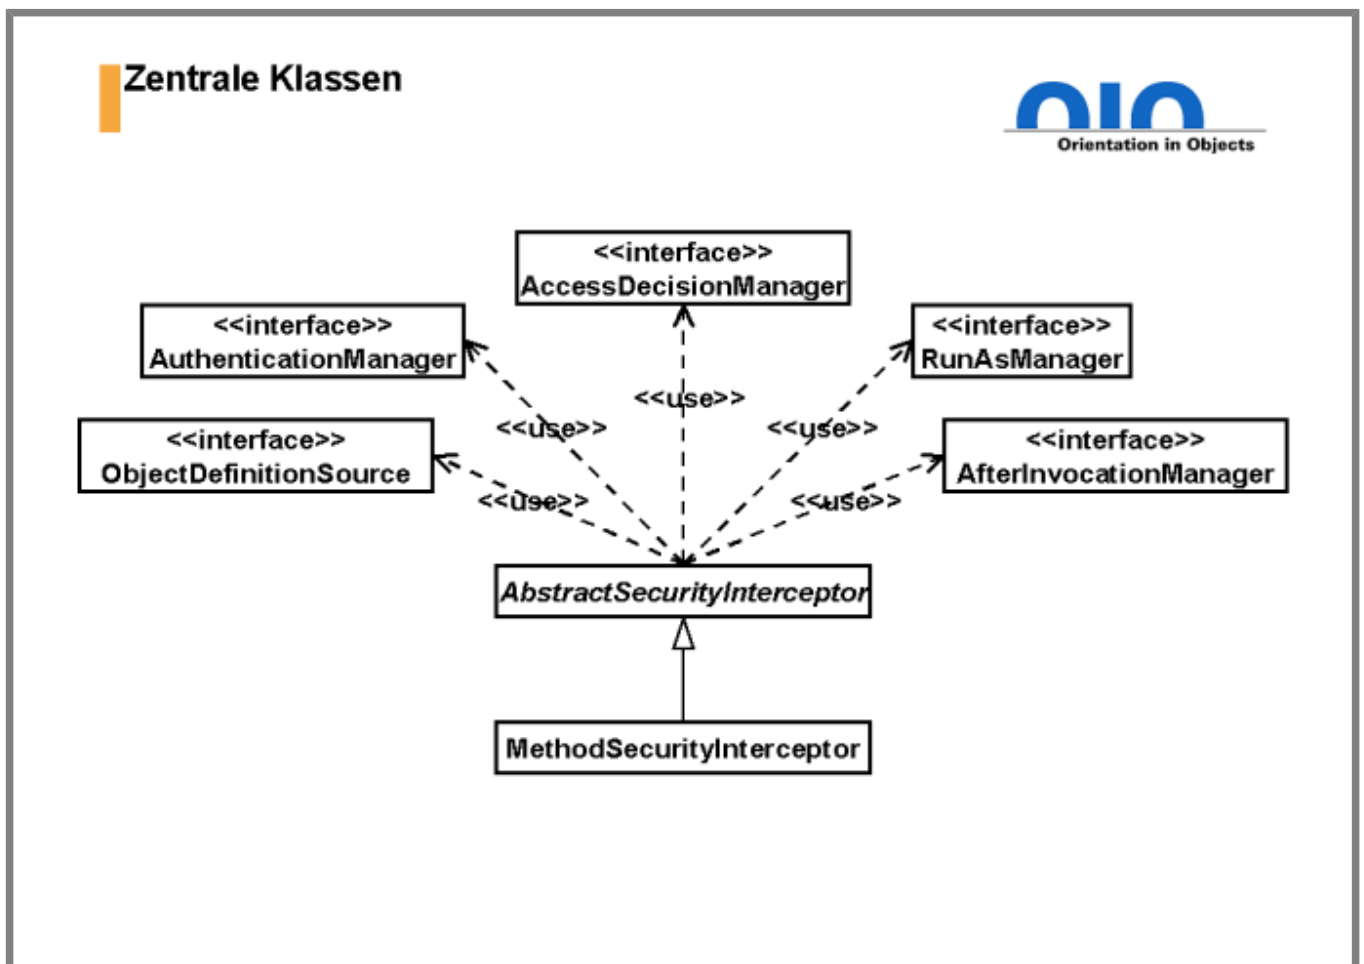 Zentrale Klassen
OIO
Orientation in Objects
<<interface>>
AccessDecisionManager
<<interface>>
AuthenticationManager
<<interface>>
RunAsManager
<<use>>
<<use>>
<<use>>
<<interface>>
ObjectDefinitionSource
<<interface>>
AfterInvocationManager
<<use>>
<<use>>
AbstractSecurityInterceptor
MethodSecurityInterceptor